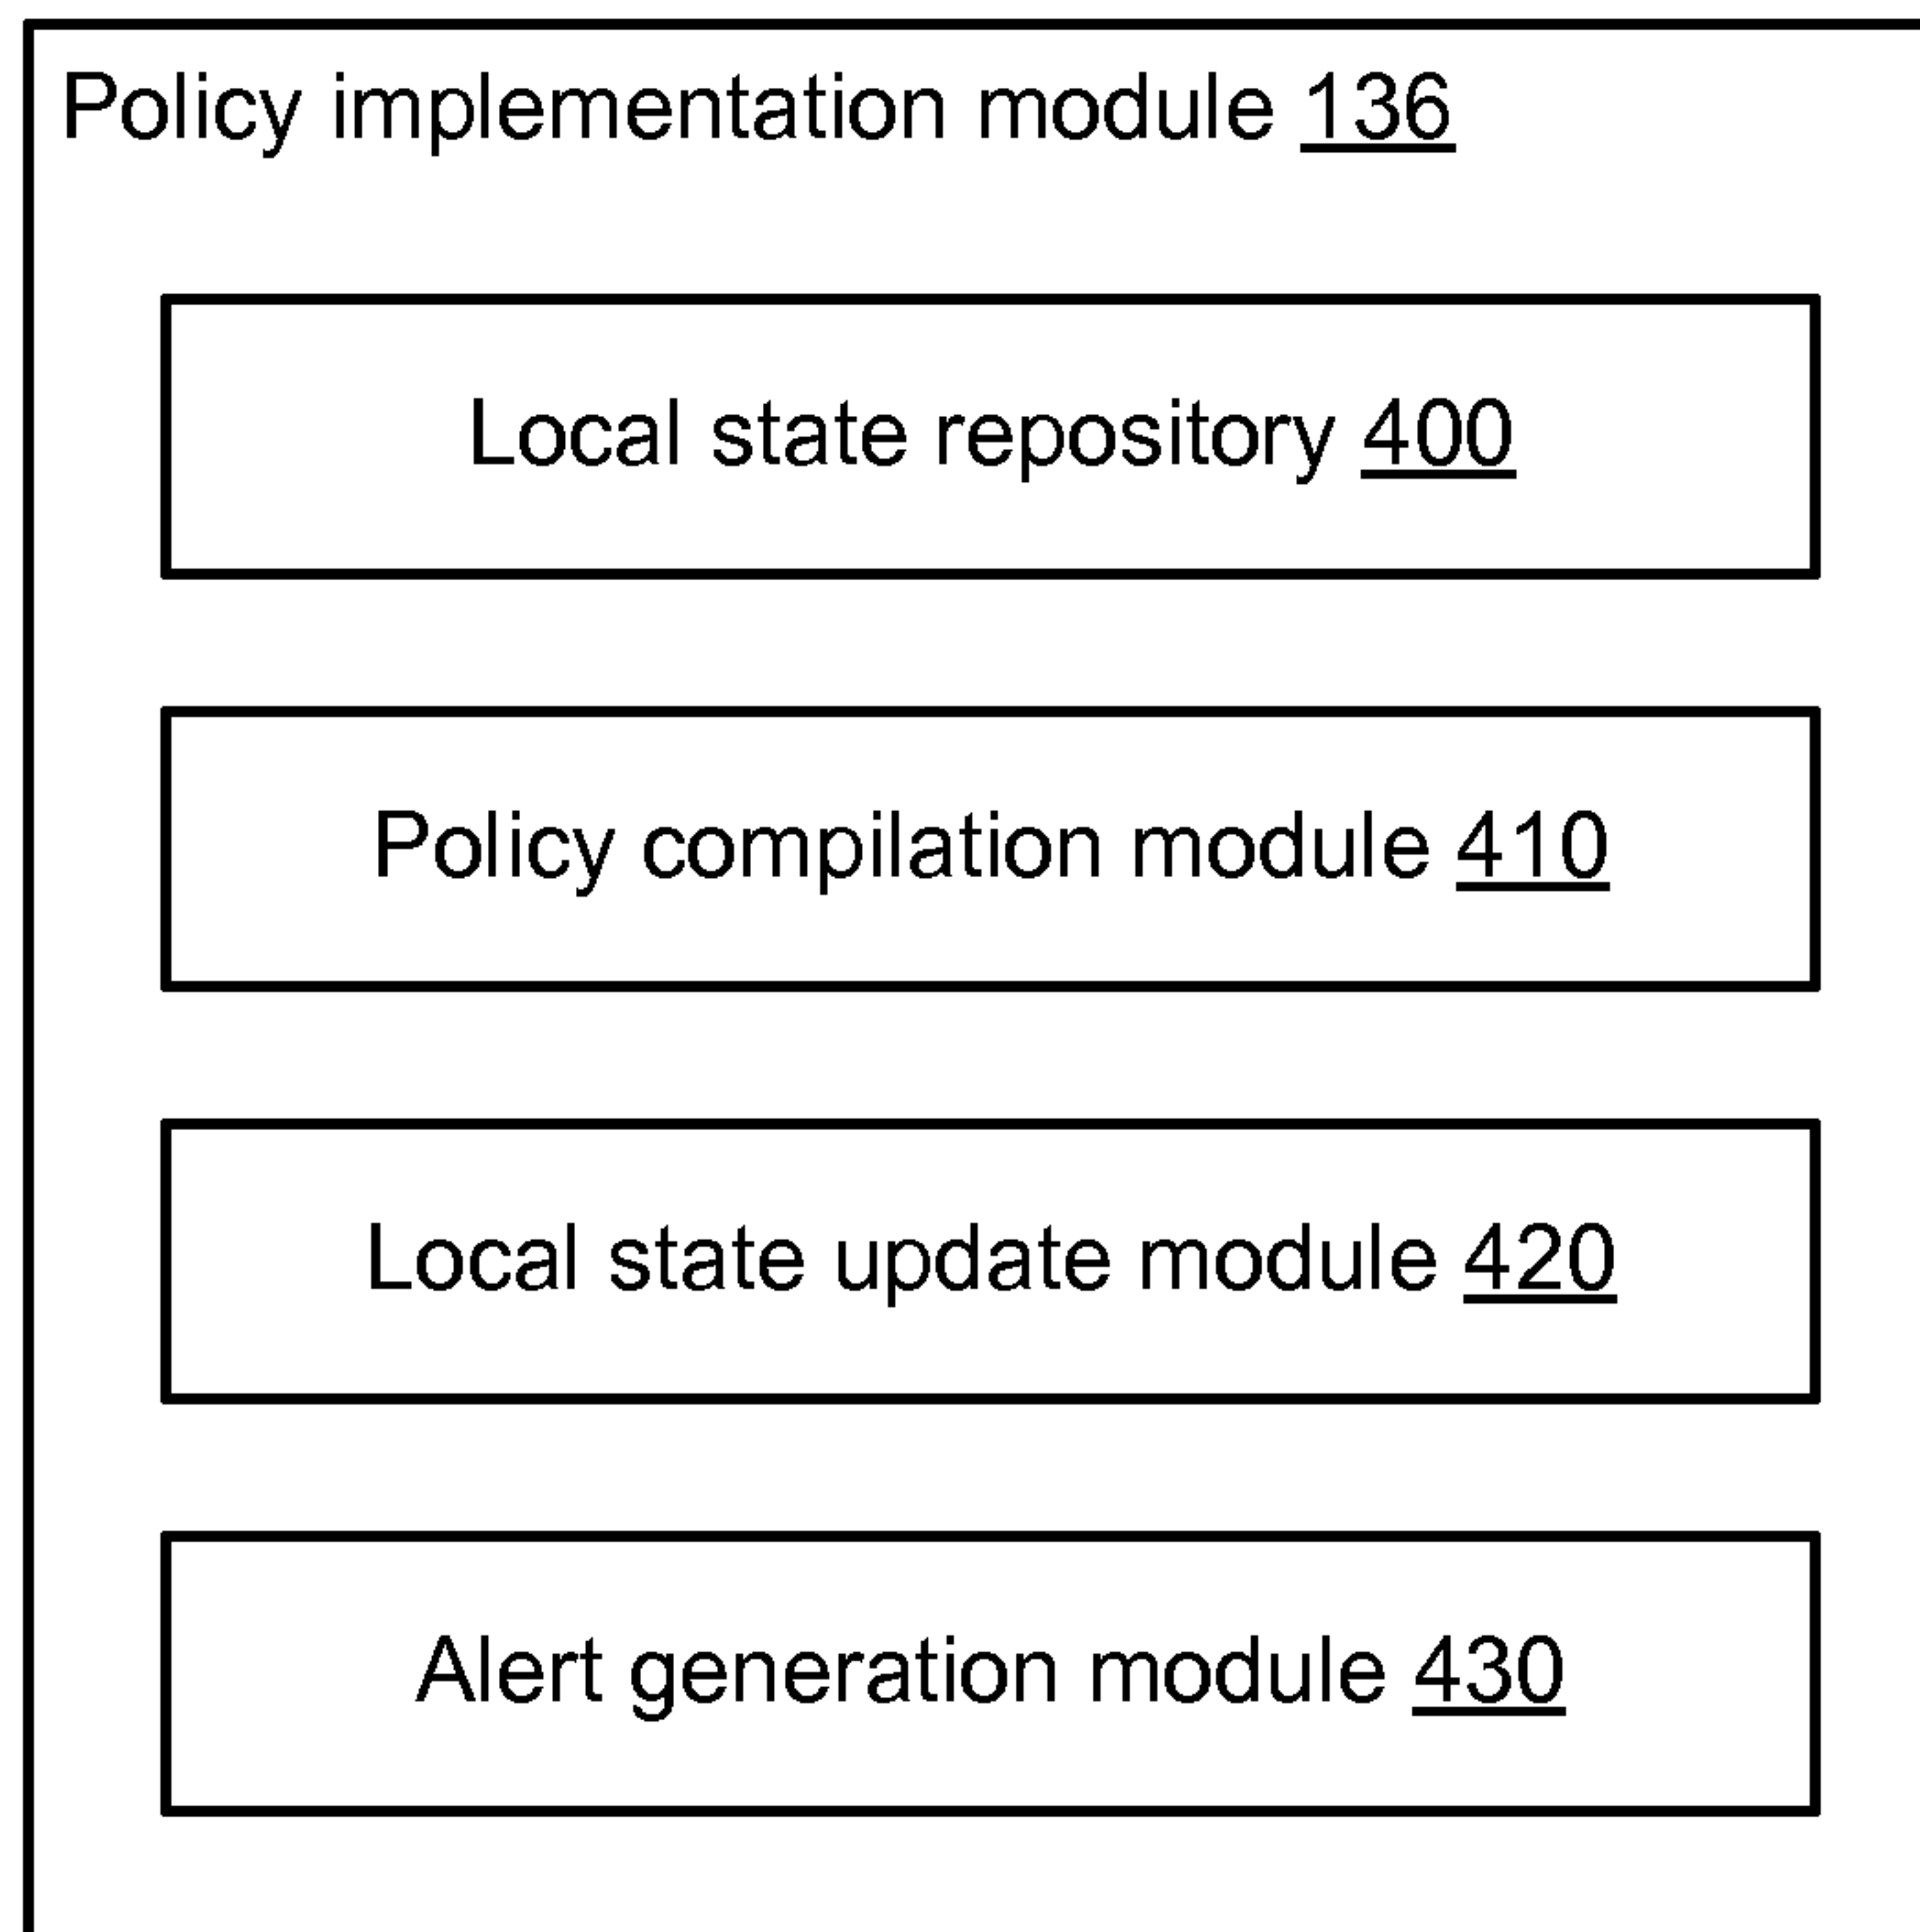 Policy implementation module 136
Local state repository 400
Policy compilation module 410
Local state update module 420
Alert generation module 430